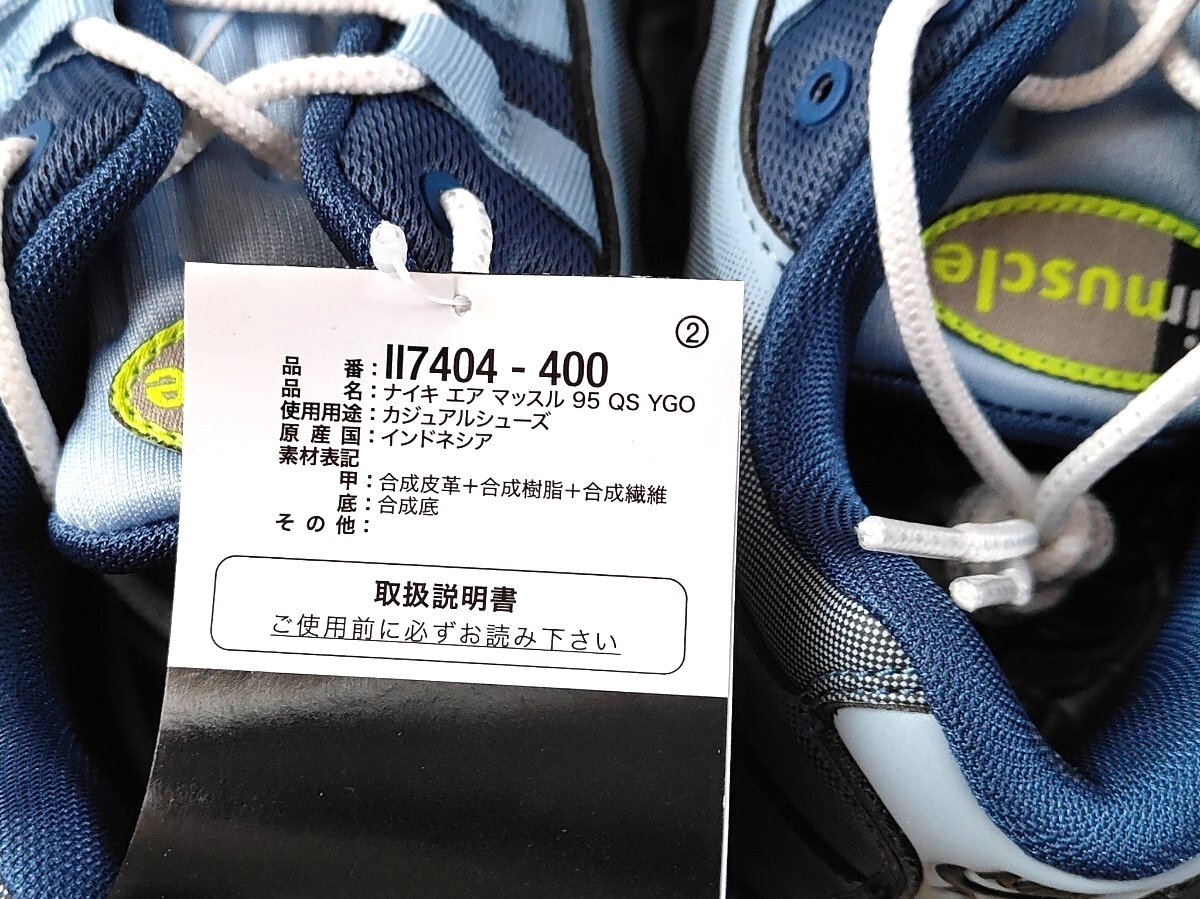 ②
品番：II7404 - 400
品名：ナイキ エア マッスル 95 QS YGO
使用用途：カジュアルシューズ
原産国：インドネシア
素材表記
甲：合成皮革＋合成樹脂＋合成繊維
底：合成底
その他：
取扱説明書
ご使用前に必ずお読み下さい
muscle